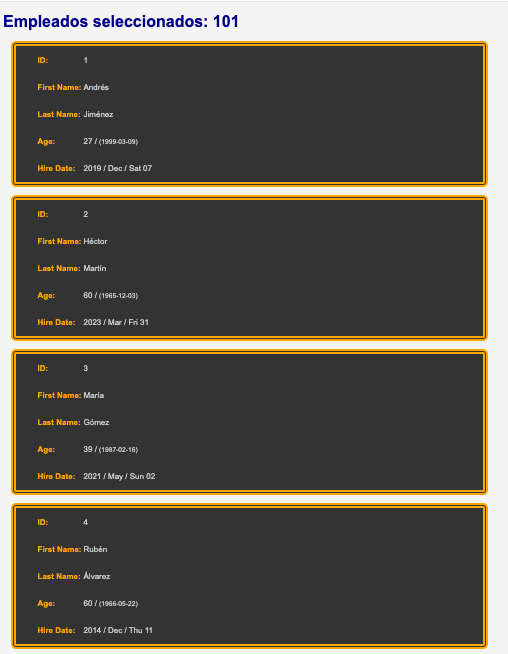 Empleados seleccionados: 101
ID: 1
First Name: Andrés
Last Name: Jiménez
Age: 27 / (1999-03-09)
Hire Date: 2019 / Dec / Sat 07
ID: 2
First Name: Héctor
Last Name: Martín
Age: 60 / (1965-12-03)
Hire Date: 2023 / Mar / Fri 31
ID: 3
First Name: María
Last Name: Gómez
Age: 39 / (1987-02-16)
Hire Date: 2021 / May / Sun 02
ID: 4
First Name: Rubén
Last Name: Álvarez
Age: 60 / (1966-05-22)
Hire Date: 2014 / Dec / Thu 11